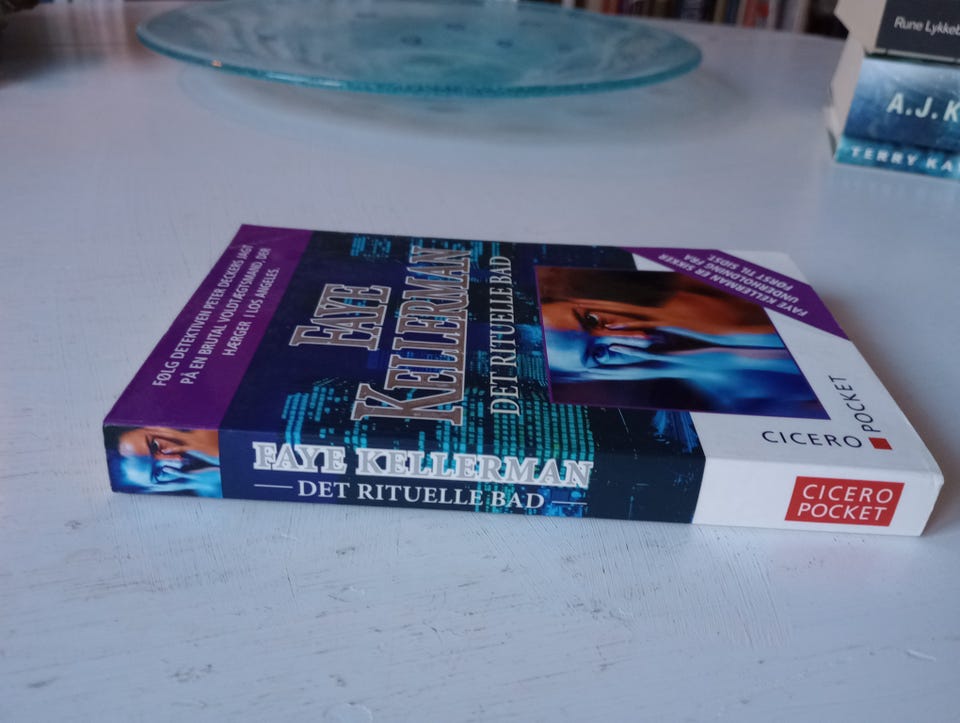 FØLG DETEKTIVEN PETER DECKERS JAGT
PÅ EN BRUTAL VOLDTÆGTSMAND, DER
HÆRGER I LOS ANGELES.
FAYE
KELLERMAN
DET RITUELLE BAD
FAYE KELLERMAN ER SIKKER
UNDERHOLDNING FRA
FØRST TIL SIDST
CICERO
POCKET
FAYE KELLERMAN
DET RITUELLE BAD
CICERO
POCKET
Rune
A.J.
TERRY